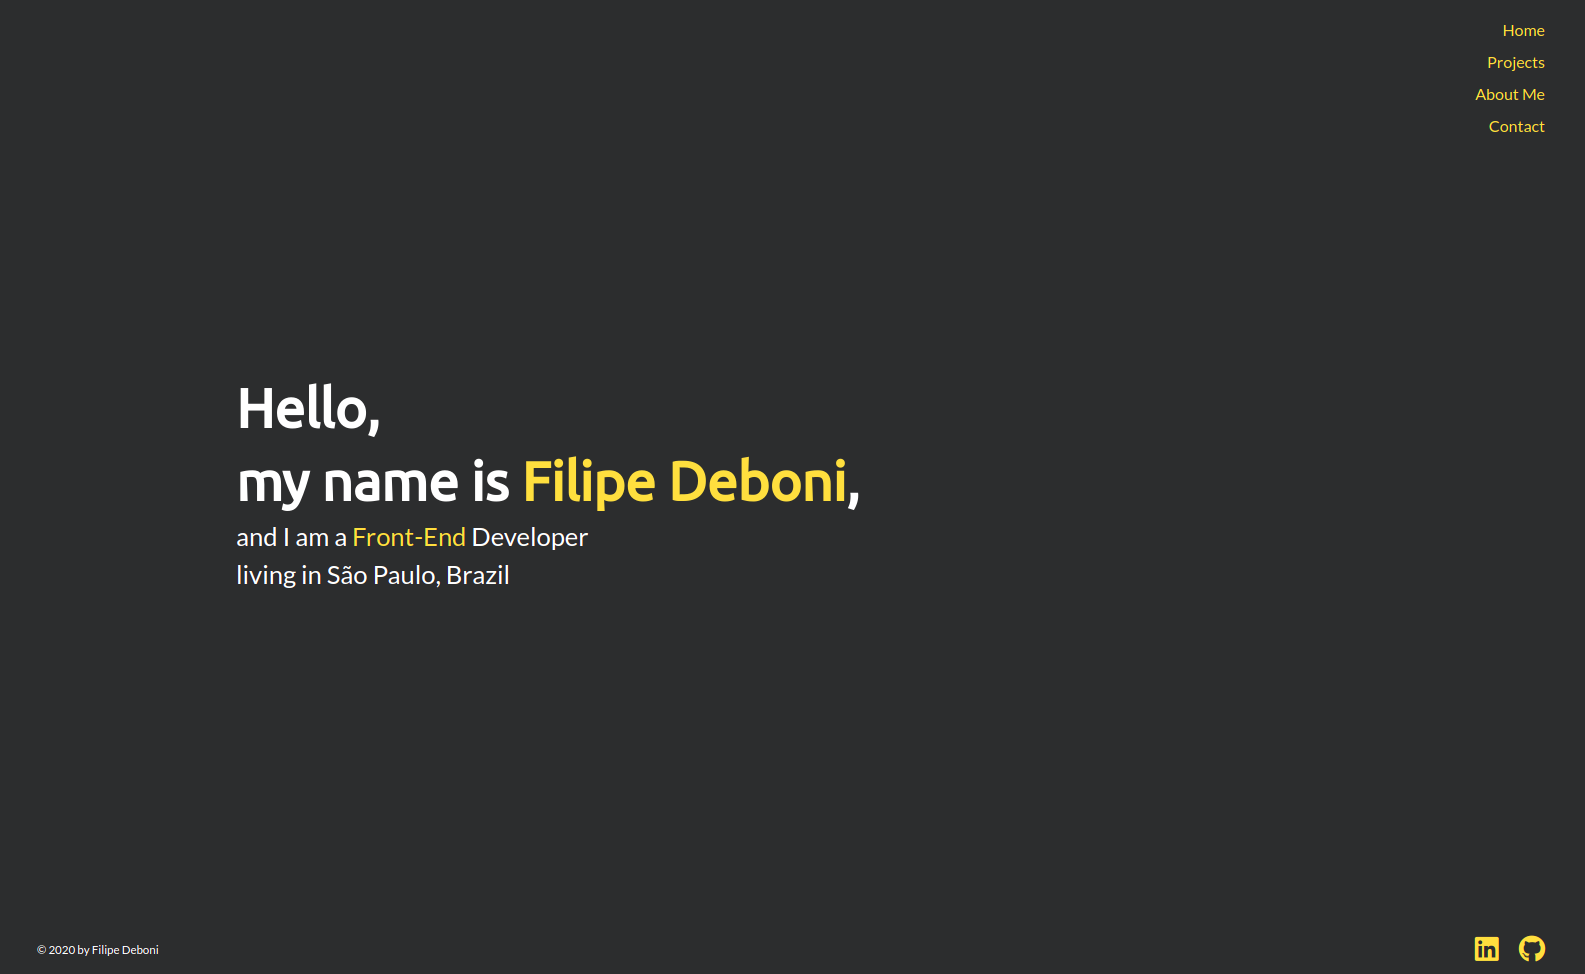 Home
Projects
About Me
Contact
Hello,
my name is Filipe Deboni,
and I am a Front-End Developer
living in São Paulo, Brazil
© 2020 by Filipe Deboni
in